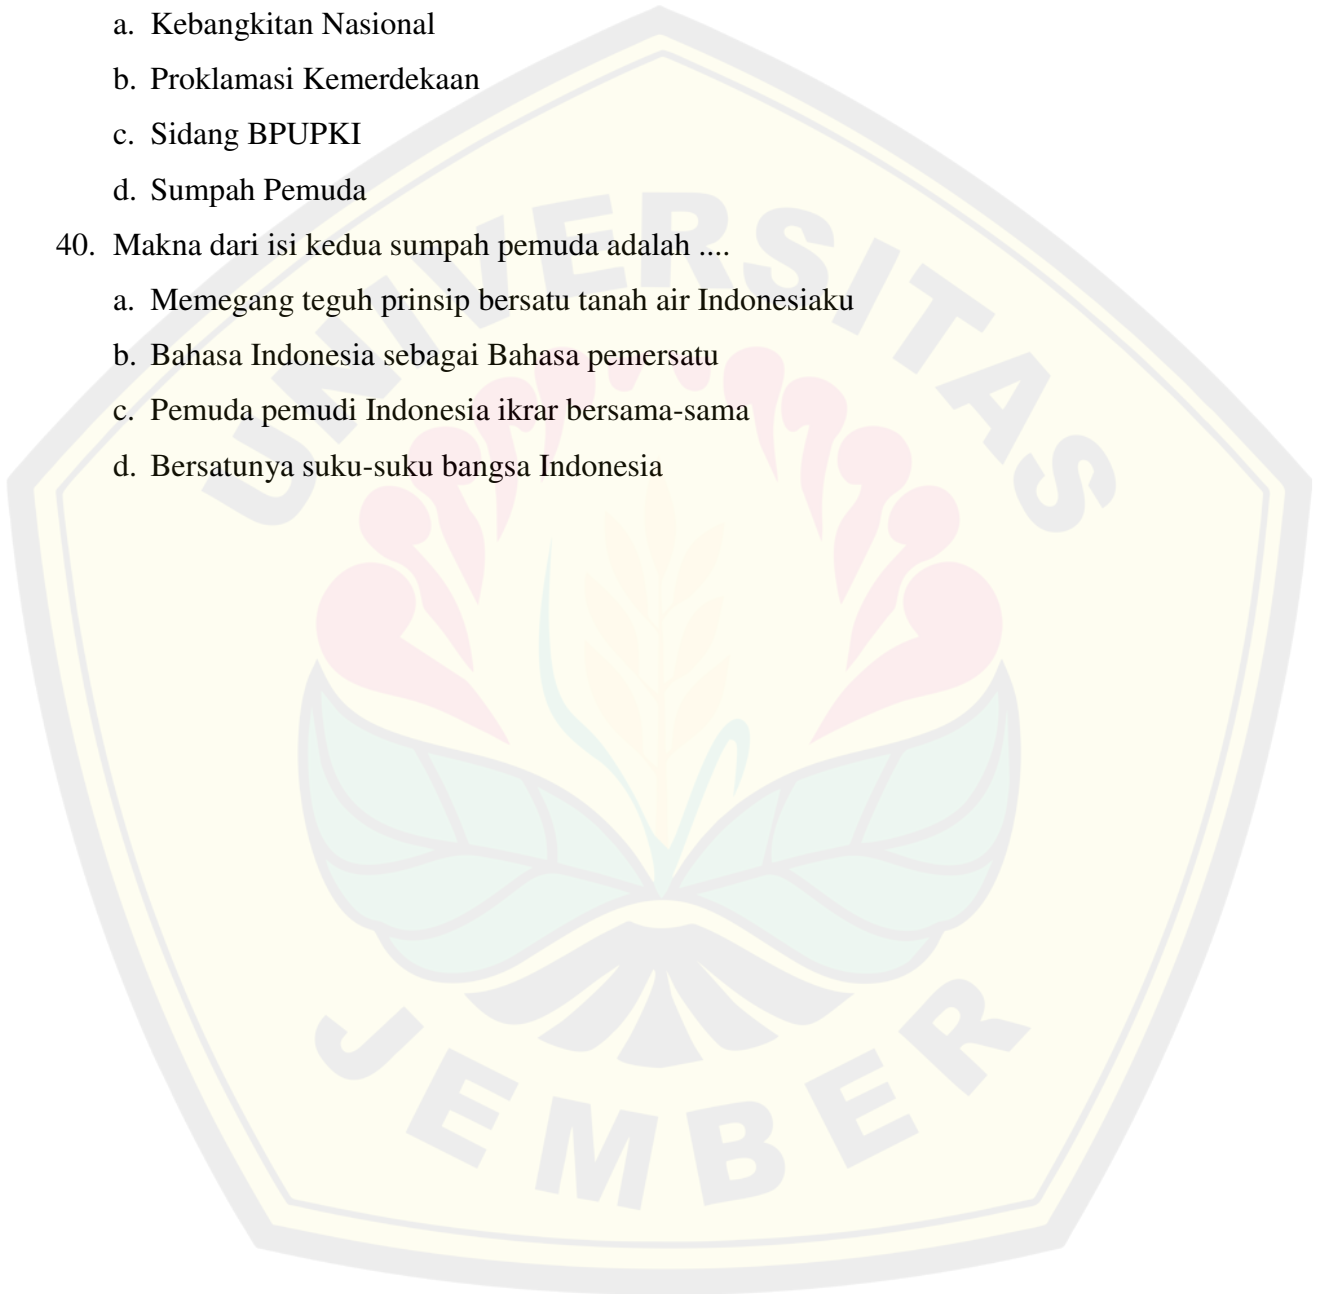 a. Kebangkitan Nasional
b. Proklamasi Kemerdekaan
c. Sidang BPUPKI
d. Sumpah Pemuda
40. Makna dari isi kedua sumpah pemuda adalah ....
a. Memegang teguh prinsip bersatu tanah air Indonesiaku
b. Bahasa Indonesia sebagai Bahasa pemersatu
c. Pemuda pemudi Indonesia ikrar bersama-sama
d. Bersatunya suku-suku bangsa Indonesia
UNIVERSITAS
JEMBER